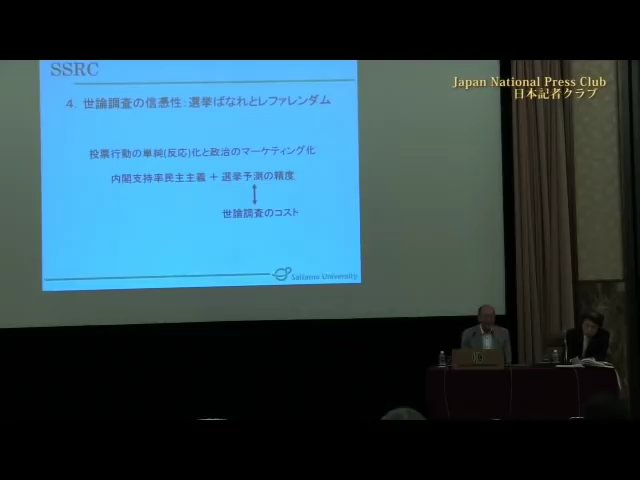 SSRC
Japan National Press Club
日本記者クラブ
4. 世論調査の信憑性:選挙ばなれとレファレンダム
投票行動の単純(反応)化と政治のマーケティング化
内閣支持率民主主義 + 選挙予測の精度
世論調査のコスト
Saitama University